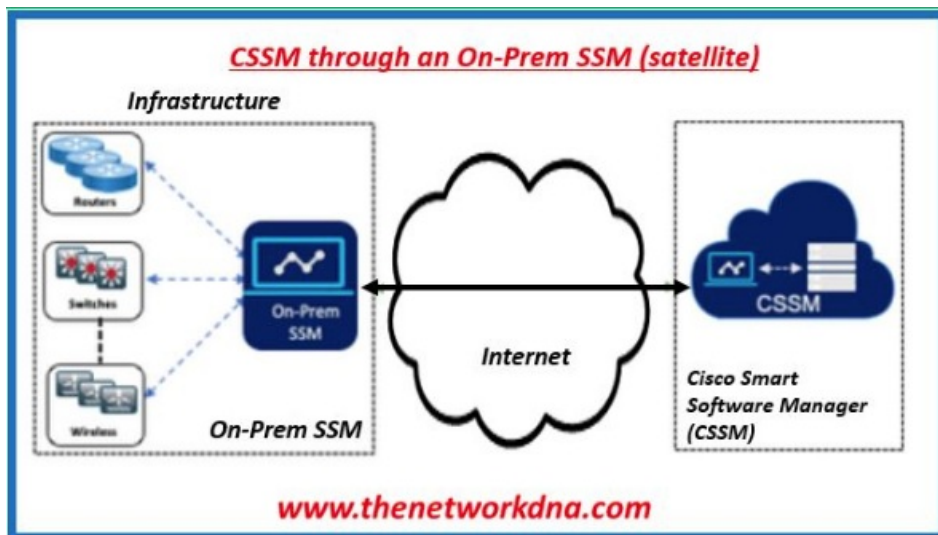 CSSM through an On-Prem SSM (satellite)
Infrastructure
Routers
Switches
Wireless
On-Prem
SSM
On-Prem SSM
Internet
CSSM
Cisco Smart
Software Manager
(CSSM)
www.thenetworkdna.com